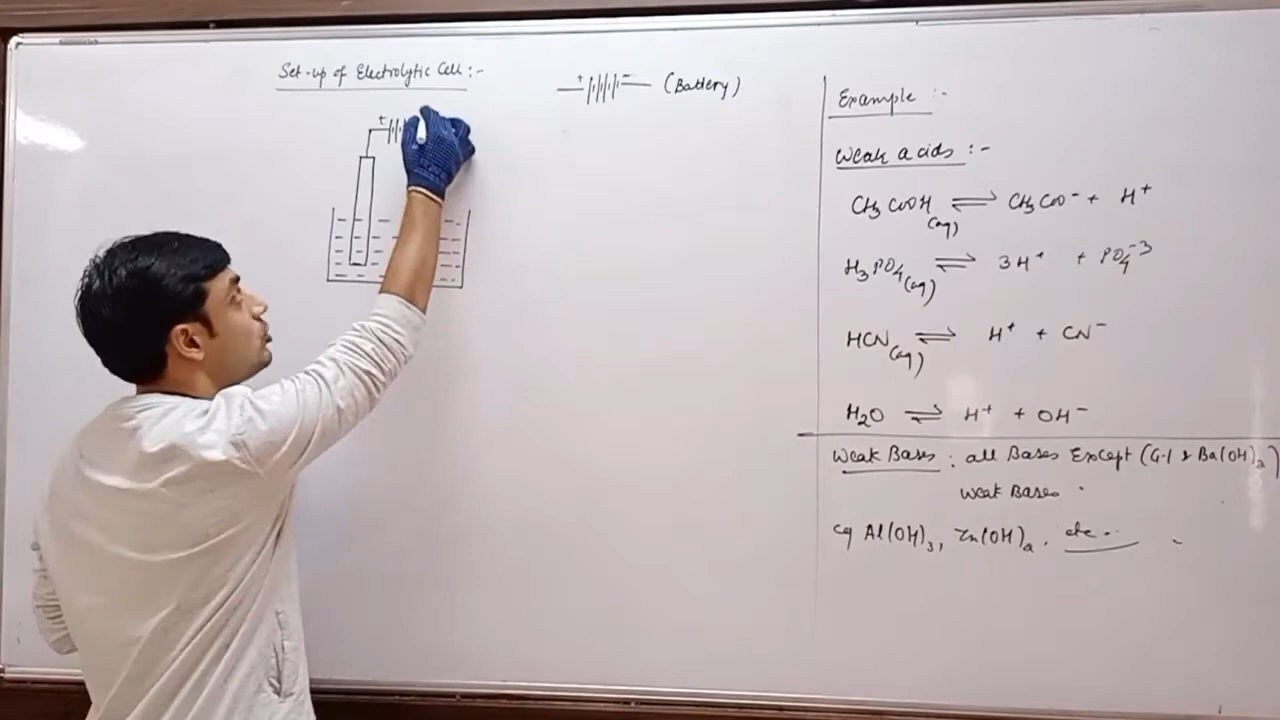 Set-up of Electrolytic Cell :-
+ - (Battery)
+
Example :-
Weak acids :-
CH3COOH(aq) ⇌ CH3COO- + H+
H3PO4(aq) ⇌ 3H+ + PO4-3
HCN(aq) ⇌ H+ + CN-
H2O ⇌ H+ + OH-
Weak Bases : all Bases Except (G-I & Ba(OH)2)
Weak Bases .
eg Al(OH)3, Zn(OH)2. etc..